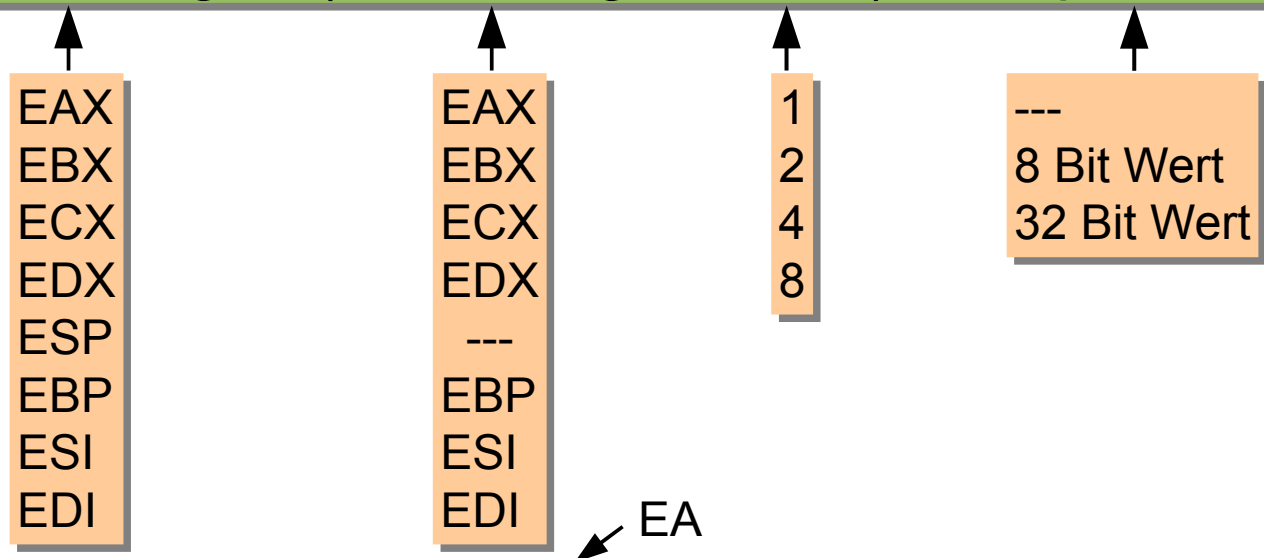 EAX
EBX
ECX
EDX
ESP
EBP
ESI
EDI
EAX
EBX
ECX
EDX
---
EBP
ESI
EDI
1
2
4
8
---
8 Bit Wert
32 Bit Wert
EA